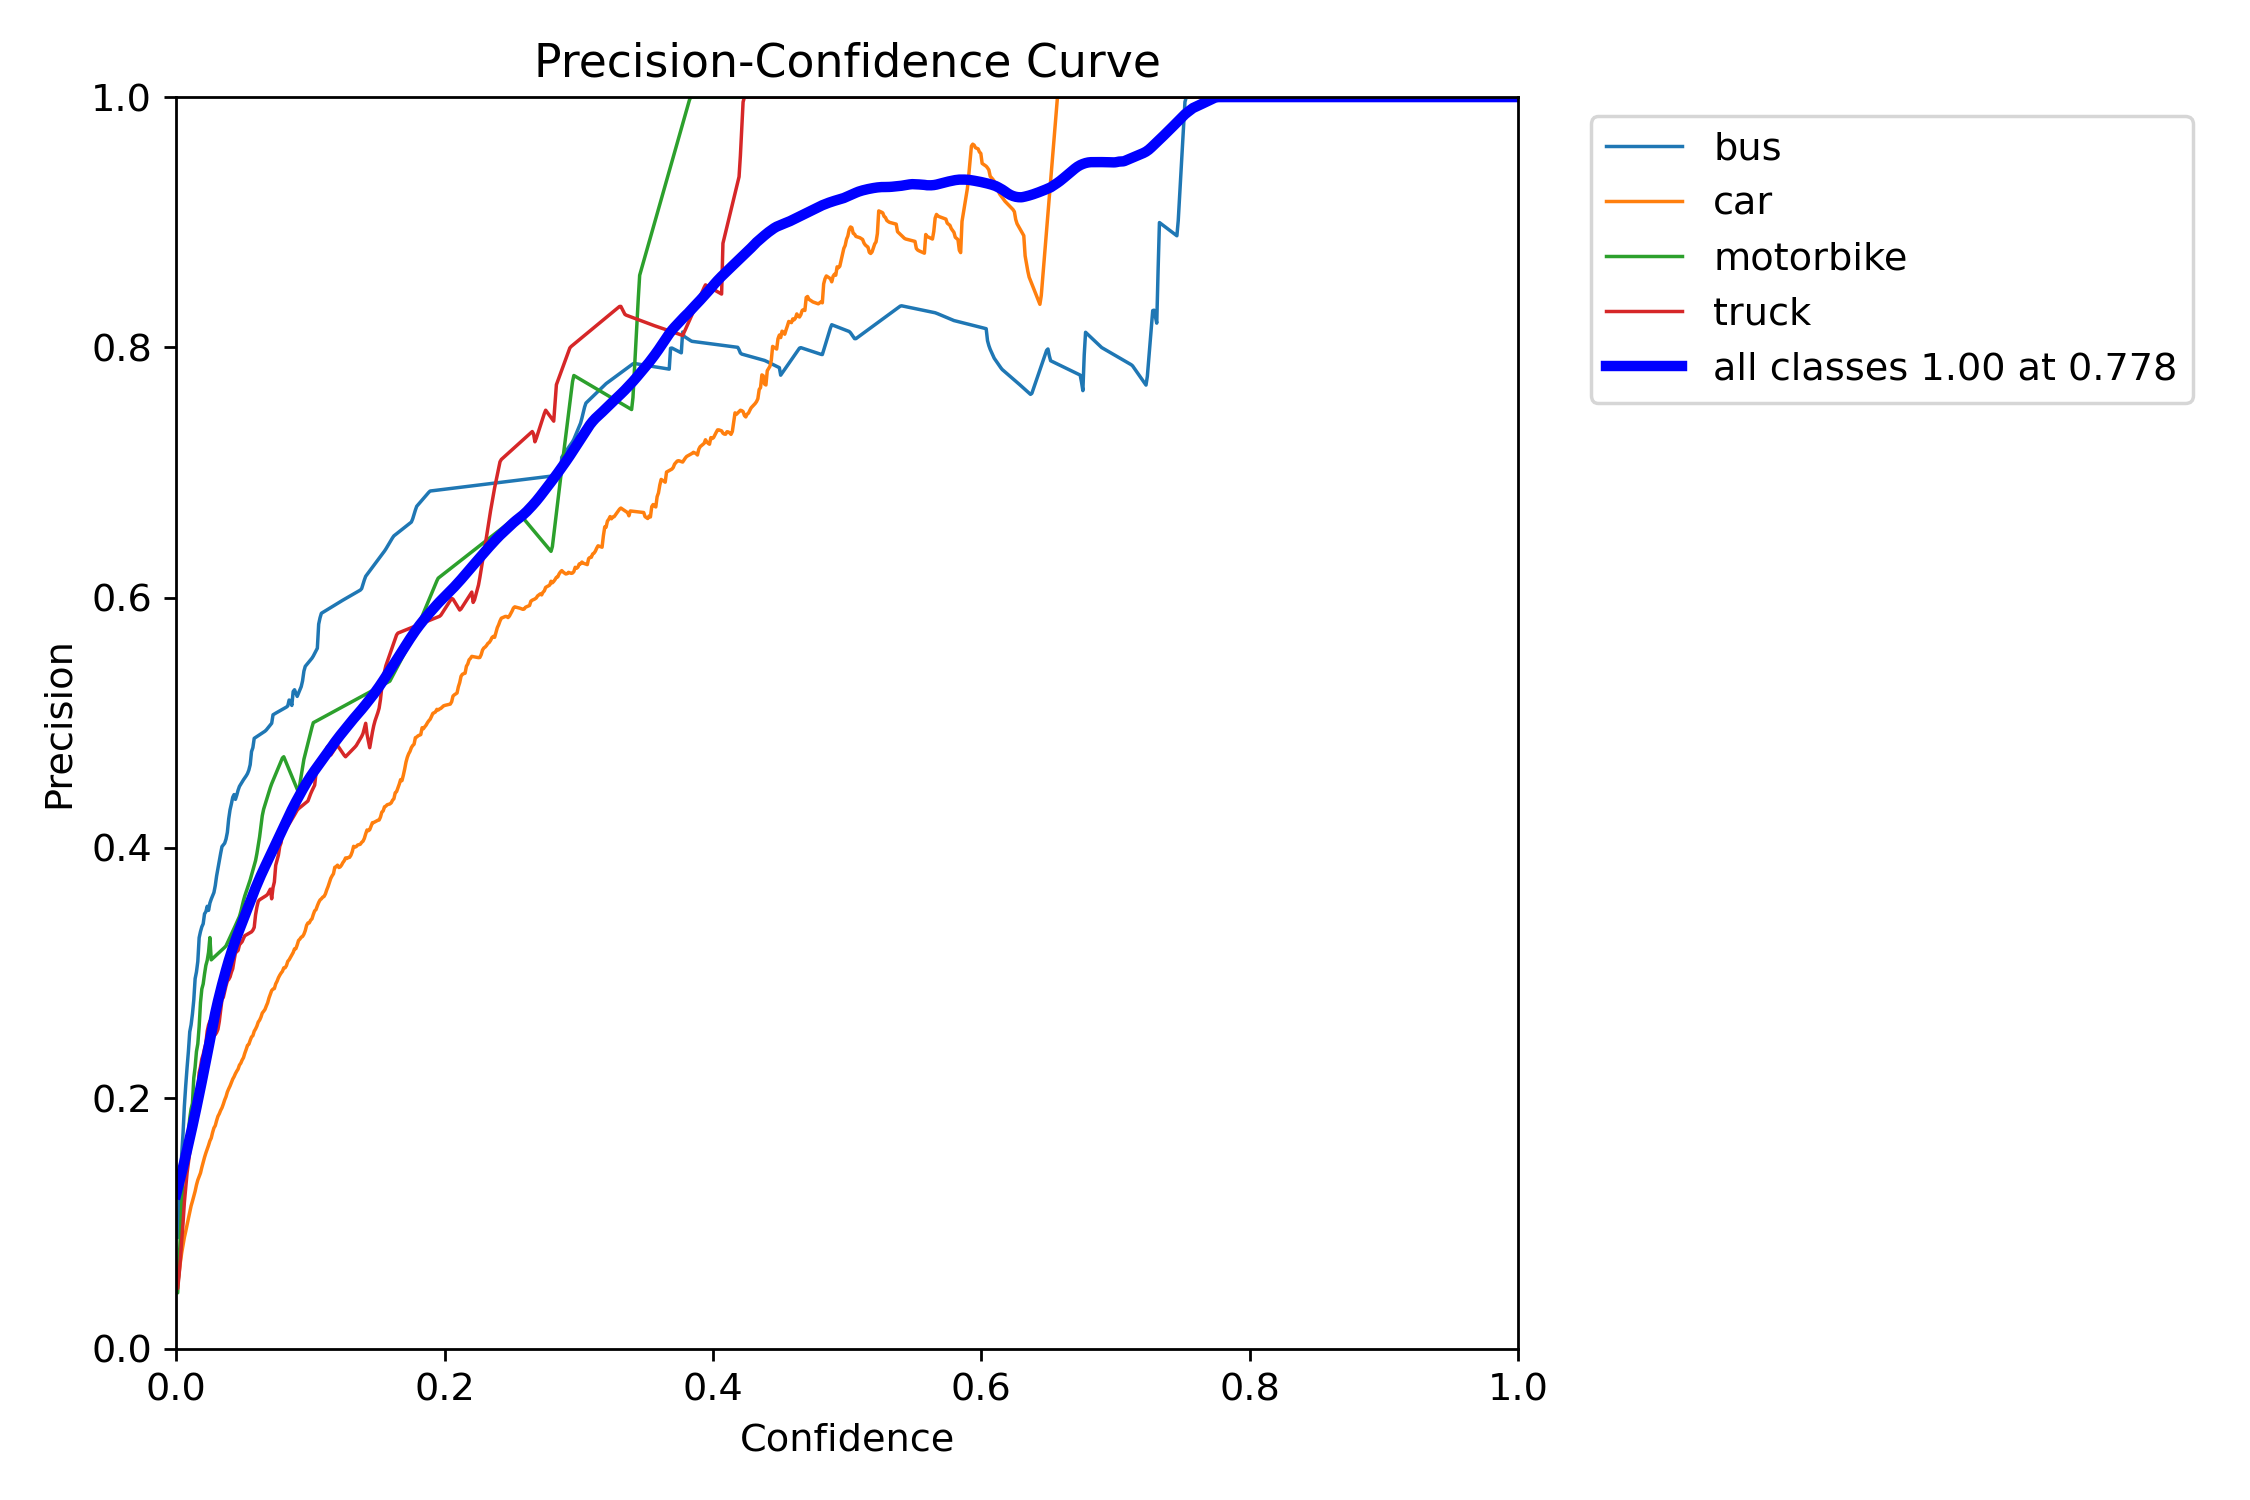 Precision-Confidence Curve
1.0
0.8
0.6
0.4
0.2
0.0
Precision
0.0 0.2 0.4 0.6 0.8 1.0
Confidence
bus
car
motorbike
truck
all classes 1.00 at 0.778